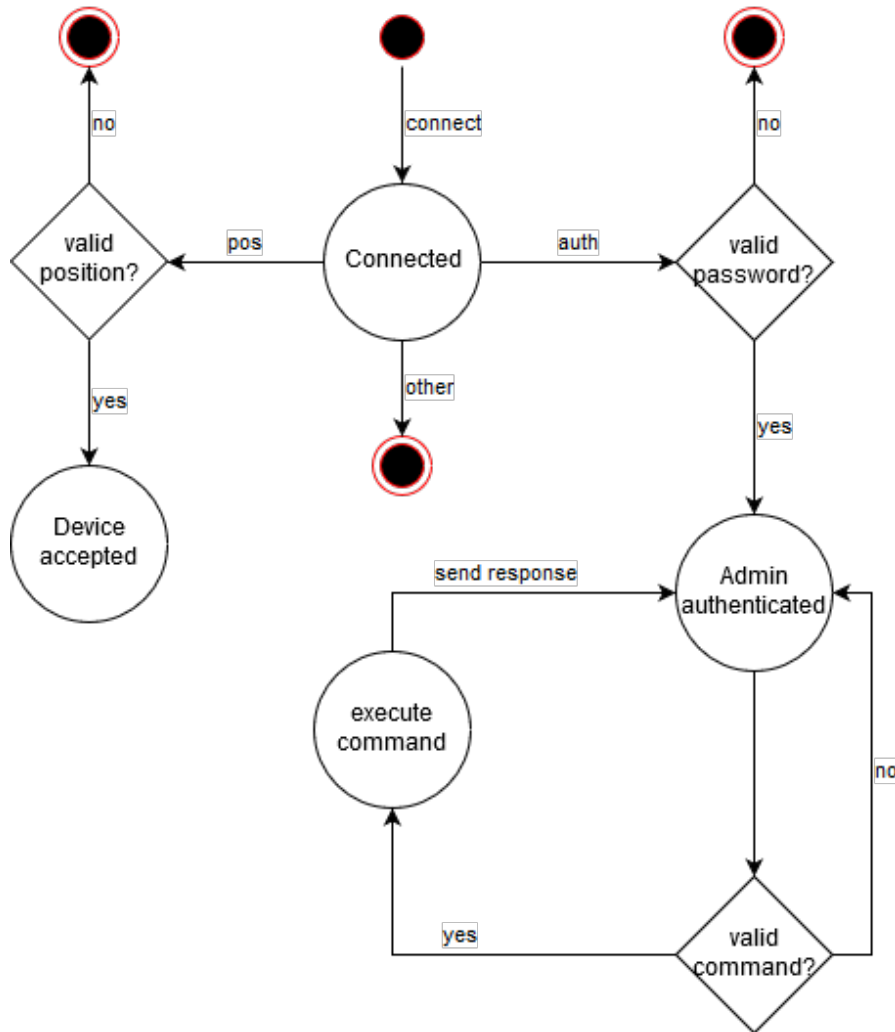 no
connect
no
valid
position?
pos
Connected
auth
valid
password?
yes
other
yes
Device
accepted
send response
Admin
authenticated
execute
command
no
yes
valid
command?